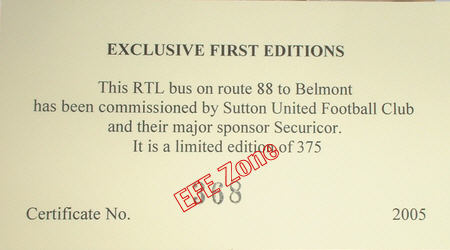 EXCLUSIVE FIRST EDITIONS
This RTL bus on route 88 to Belmont
has been commissioned by Sutton United Football Club
and their major sponsor Securicor.
It is a limited edition of 375
EFE Zone
368
Certificate No.
2005